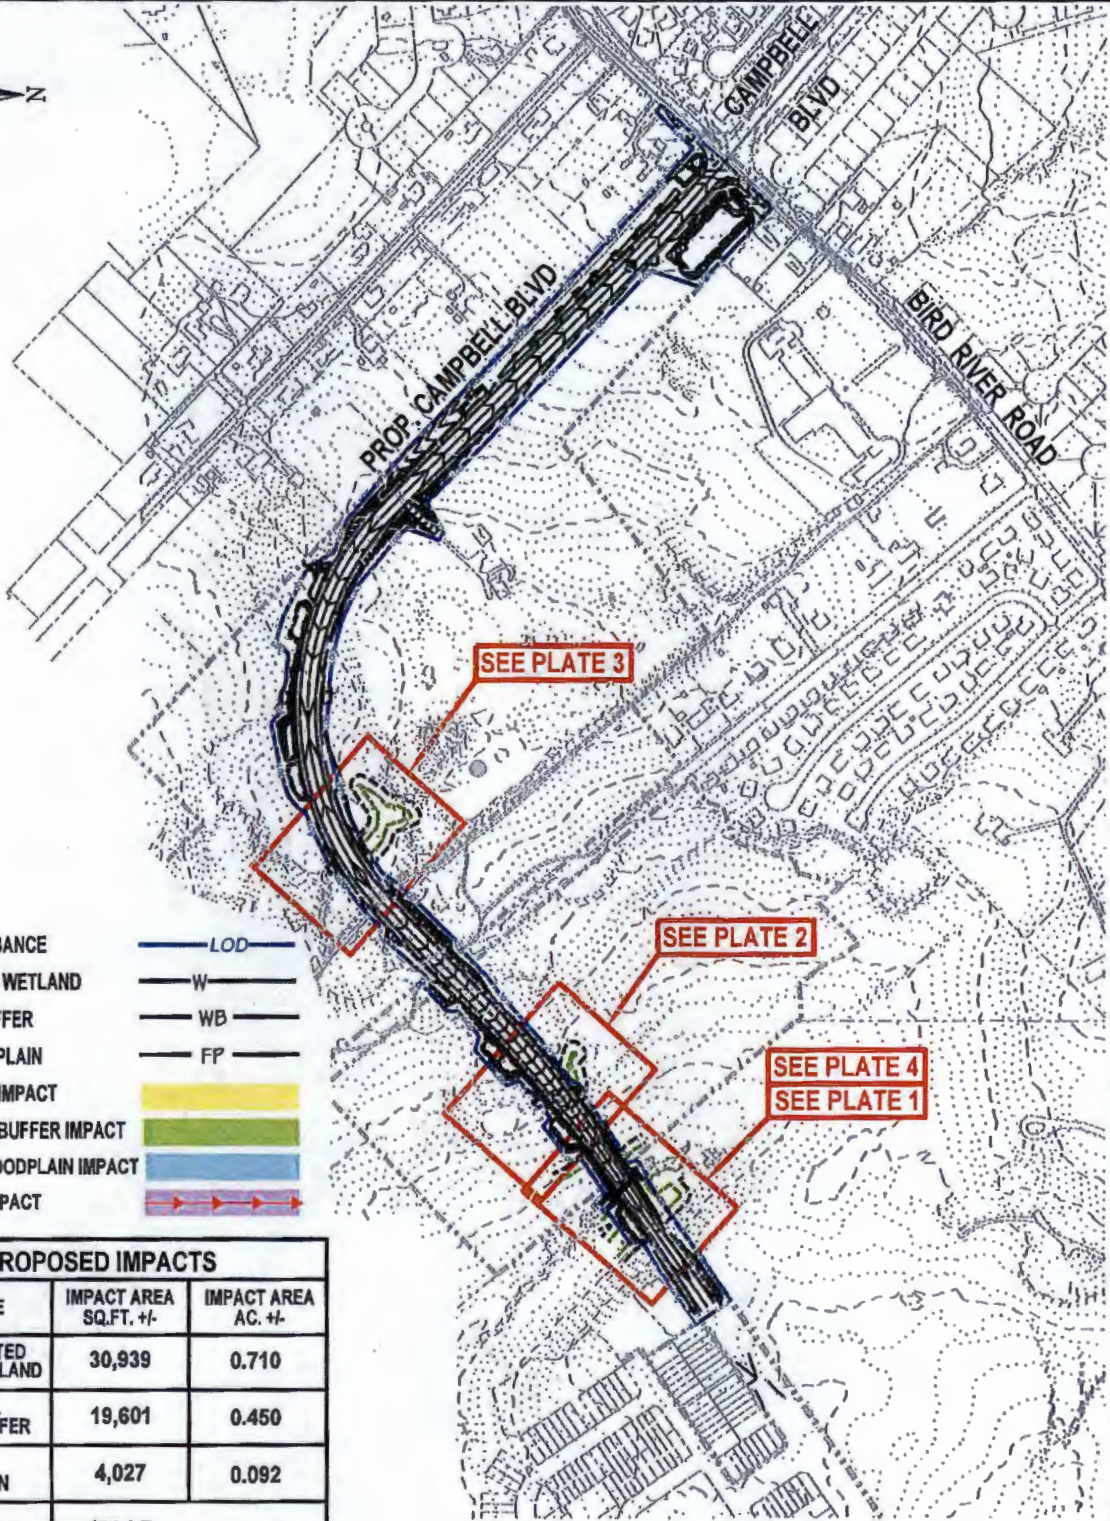 N
CAMPBELL
BLVD
BIRD RIVER ROAD
PROP. CAMPBELL BLVD
SEE PLATE 3
SEE PLATE 2
SEE PLATE 4
SEE PLATE 1
BANCE LOD
WETLAND W
FER WB
PLAIN FP
IMPACT
BUFFER IMPACT
OODPLAIN IMPACT
PACT
ROPOSED IMPACTS
E IMPACT AREA SQ.FT. +/- IMPACT AREA AC. +/-
TED LAND 30,939 0.710
FER 19,601 0.450
N 4,027 0.092